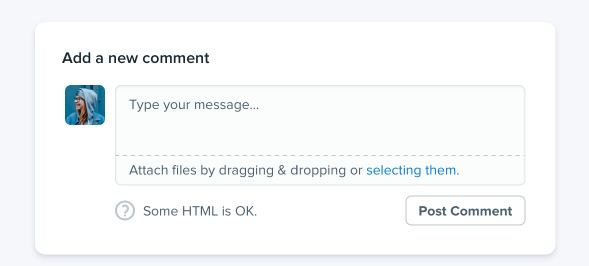 Add a new comment
Type your message...
Attach files by dragging & dropping or selecting them.
? Some HTML is OK.
Post Comment